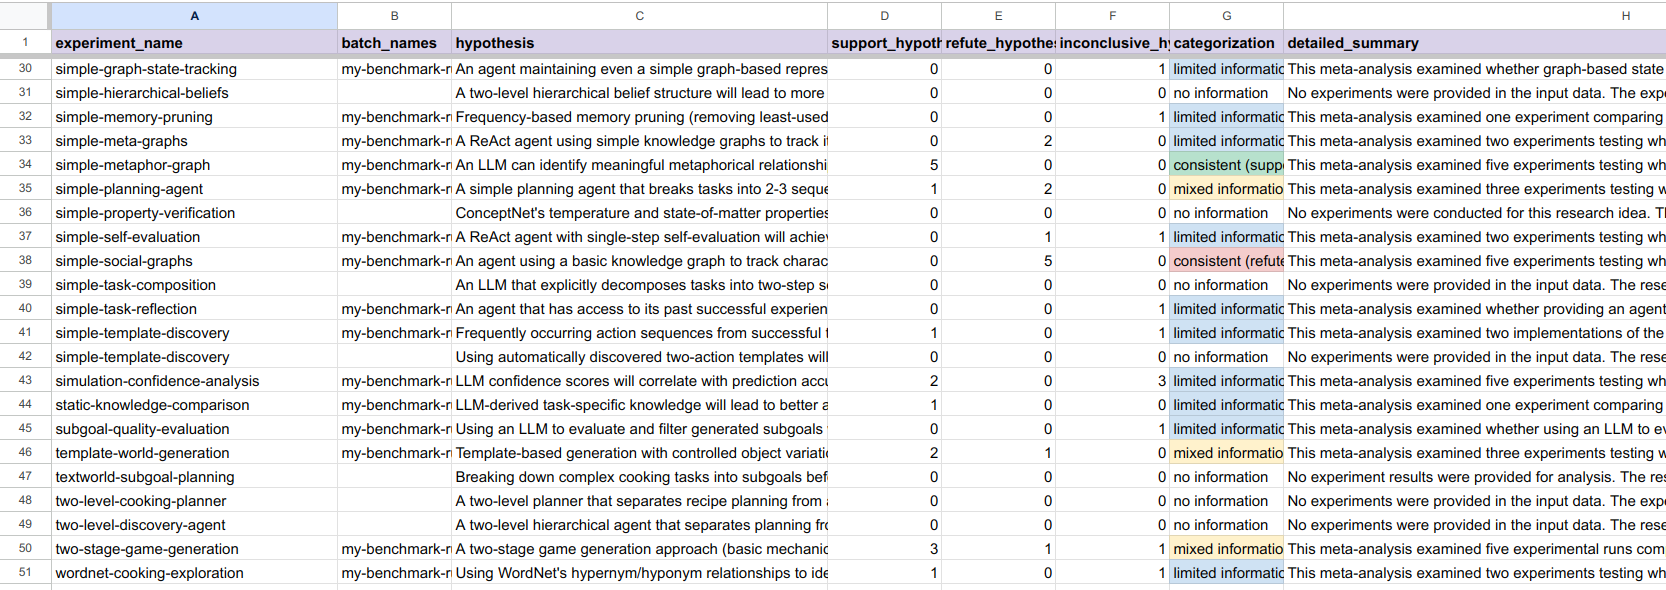 A B C D E F G H
1 experiment_name batch_names hypothesis support_hypoth refute_hypothes inconclusive_hy categorization detailed_summary
30 simple-graph-state-tracking my-benchmark-r An agent maintaining even a simple graph-based repres 0 0 1 limited informatic This meta-analysis examined whether graph-based state
31 simple-hierarchical-beliefs A two-level hierarchical belief structure will lead to more 0 0 0 no information No experiments were provided in the input data. The exp
32 simple-memory-pruning my-benchmark-r Frequency-based memory pruning (removing least-used 0 0 1 limited informatic This meta-analysis examined one experiment comparing
33 simple-meta-graphs my-benchmark-r A ReAct agent using simple knowledge graphs to track it 0 2 0 limited informatic This meta-analysis examined two experiments testing wh
34 simple-metaphor-graph my-benchmark-r An LLM can identify meaningful metaphorical relationshi 5 0 0 consistent (suppo This meta-analysis examined five experiments testing wh
35 simple-planning-agent my-benchmark-r A simple planning agent that breaks tasks into 2-3 seque 1 2 0 mixed informatio This meta-analysis examined three experiments testing w
36 simple-property-verification ConceptNet's temperature and state-of-matter properties 0 0 0 no information No experiments were conducted for this research idea. Th
37 simple-self-evaluation my-benchmark-r A ReAct agent with single-step self-evaluation will achiev 0 1 1 limited informatic This meta-analysis examined two experiments testing wh
38 simple-social-graphs my-benchmark-r An agent using a basic knowledge graph to track charac 0 5 0 consistent (refute This meta-analysis examined five experiments testing wh
39 simple-task-composition An LLM that explicitly decomposes tasks into two-step s 0 0 0 no information No experiments were provided in the input data. The rese
40 simple-task-reflection my-benchmark-r An agent that has access to its past successful experien 0 0 1 limited informatic This meta-analysis examined whether providing an agent
41 simple-template-discovery my-benchmark-r Frequently occurring action sequences from successful t 1 0 1 limited informatic This meta-analysis examined two implementations of the
42 simple-template-discovery Using automatically discovered two-action templates will 0 0 0 no information No experiments were provided in the input data. The rese
43 simulation-confidence-analysis my-benchmark-r LLM confidence scores will correlate with prediction accu 2 0 3 limited informatic This meta-analysis examined five experiments testing wh
44 static-knowledge-comparison my-benchmark-r LLM-derived task-specific knowledge will lead to better a 1 0 0 limited informatic This meta-analysis examined one experiment comparing
45 subgoal-quality-evaluation my-benchmark-r Using an LLM to evaluate and filter generated subgoals 0 0 1 limited informatic This meta-analysis examined whether using an LLM to ev
46 template-world-generation my-benchmark-r Template-based generation with controlled object variati 2 1 0 mixed informatio This meta-analysis examined three experiments testing w
47 textworld-subgoal-planning Breaking down complex cooking tasks into subgoals bef 0 0 0 no information No experiment results were provided for analysis. The res
48 two-level-cooking-planner A two-level planner that separates recipe planning from 0 0 0 no information No experiments were provided in the input data. The expe
49 two-level-discovery-agent A two-level hierarchical agent that separates planning fro 0 0 0 no information No experiments were provided in the input data. The rese
50 two-stage-game-generation my-benchmark-r A two-stage game generation approach (basic mechanic 3 1 1 mixed informatio This meta-analysis examined five experimental runs com
51 wordnet-cooking-exploration my-benchmark-r Using WordNet's hypernym/hyponym relationships to ide 1 0 1 limited informatic This meta-analysis examined two experiments testing wh